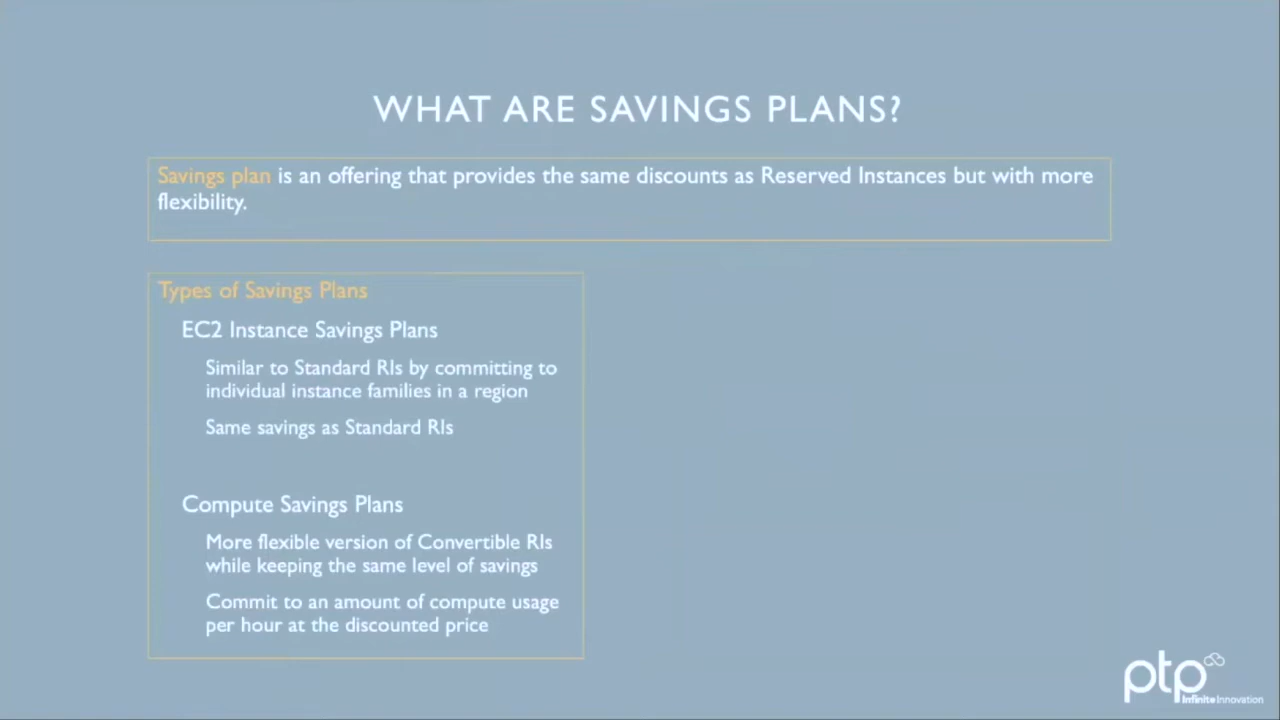 WHAT ARE SAVINGS PLANS?
Savings plan is an offering that provides the same discounts as Reserved Instances but with more
flexibility.
Types of Savings Plans
EC2 Instance Savings Plans
Similar to Standard RIs by committing to
individual instance families in a region
Same savings as Standard RIs
Compute Savings Plans
More flexible version of Convertible RIs
while keeping the same level of savings
Commit to an amount of compute usage
per hour at the discounted price
ptp
Infinite Innovation